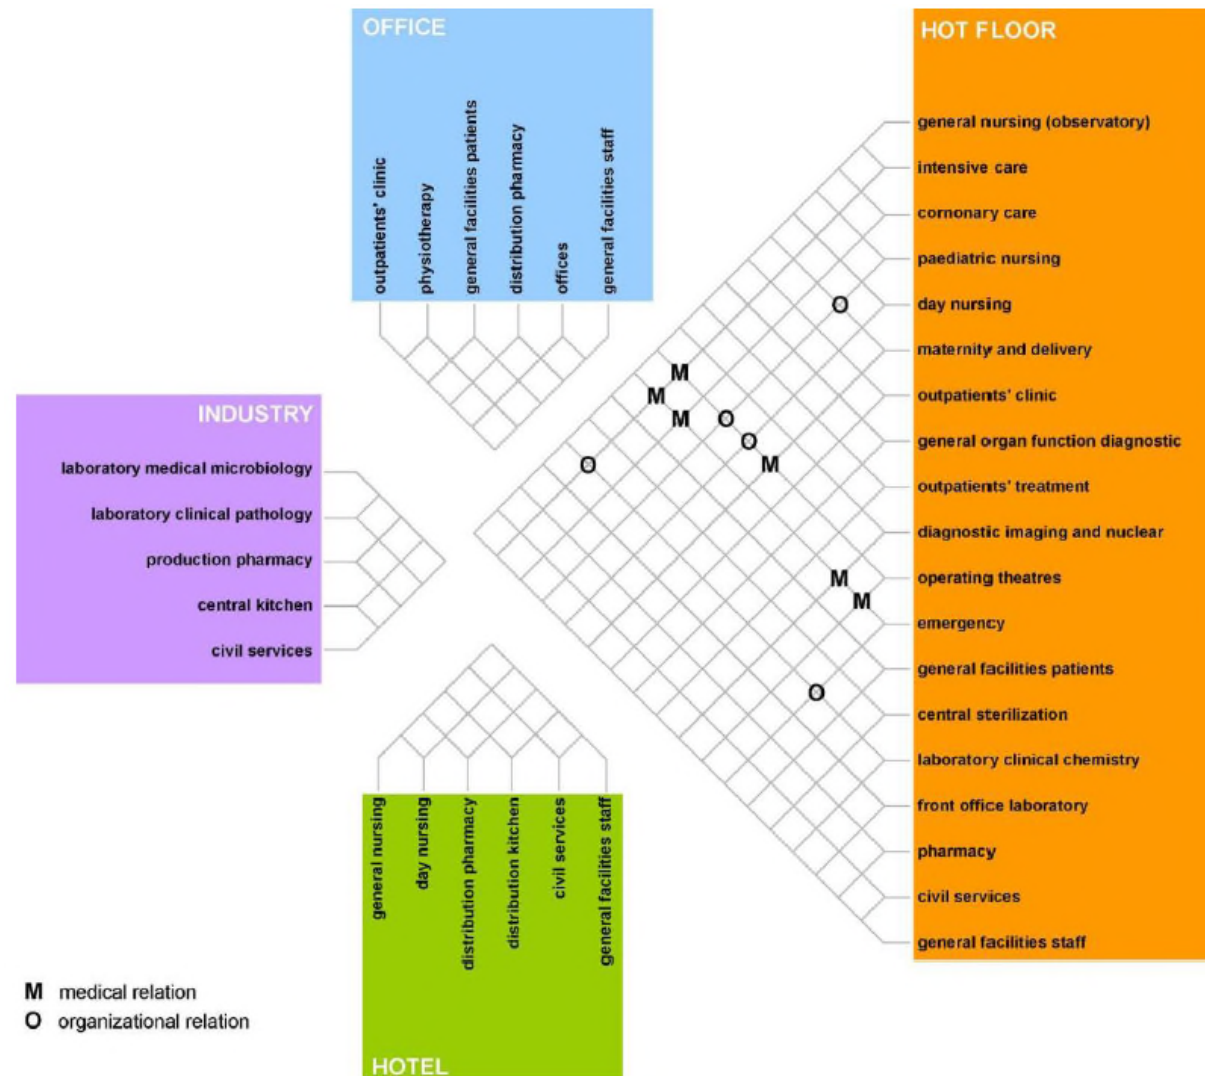 OFFICE
outpatients' clinic
physiotherapy
general facilities patients
distribution pharmacy
offices
general facilities staff
HOT FLOOR
general nursing (observatory)
intensive care
cornonary care
paediatric nursing
day nursing
maternity and delivery
outpatients' clinic
general organ function diagnostic
outpatients' treatment
diagnostic imaging and nuclear
operating theatres
emergency
general facilities patients
central sterilization
laboratory clinical chemistry
front office laboratory
pharmacy
civil services
general facilities staff
O
M
M
M
O
O
O
M
M
M
O
INDUSTRY
laboratory medical microbiology
laboratory clinical pathology
production pharmacy
central kitchen
civil services
general nursing
day nursing
distribution pharmacy
distribution kitchen
civil services
general facilities staff
HOTEL
M medical relation
O organizational relation